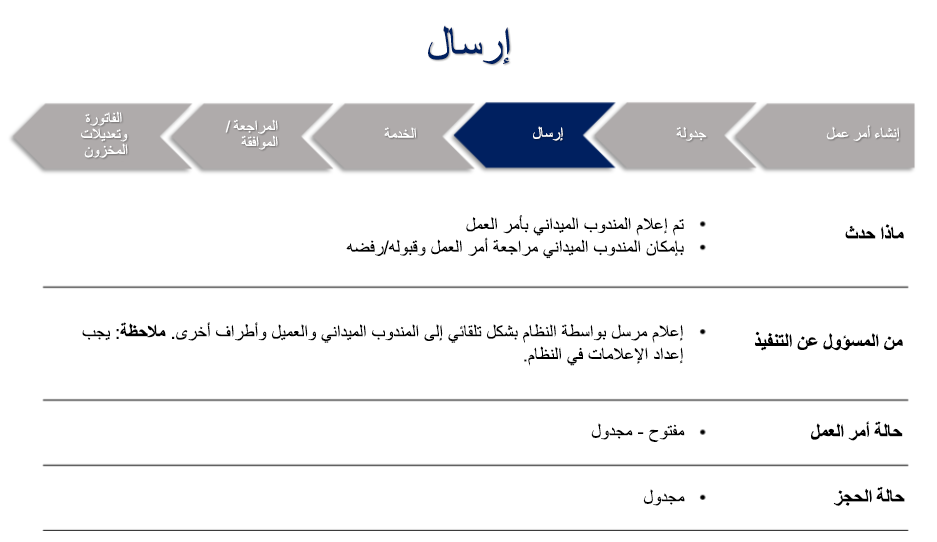 إرسال
إنشاء أمر عمل
جدولة
إرسال
الخدمة
المراجعة /
الموافقة
الفاتورة
وتعديلات
المخزون
ماذا حدث
• تم إعلام المندوب الميداني بأمر العمل
• بإمكان المندوب الميداني مراجعة أمر العمل وقبوله/رفضه
من المسؤول عن التنفيذ
• إعلام مرسل بواسطة النظام بشكل تلقائي إلى المندوب الميداني والعميل وأطراف أخرى. ملاحظة: يجب
إعداد الإعلامات في النظام.
حالة أمر العمل
• مفتوح - مجدول
حالة الحجز
• مجدول